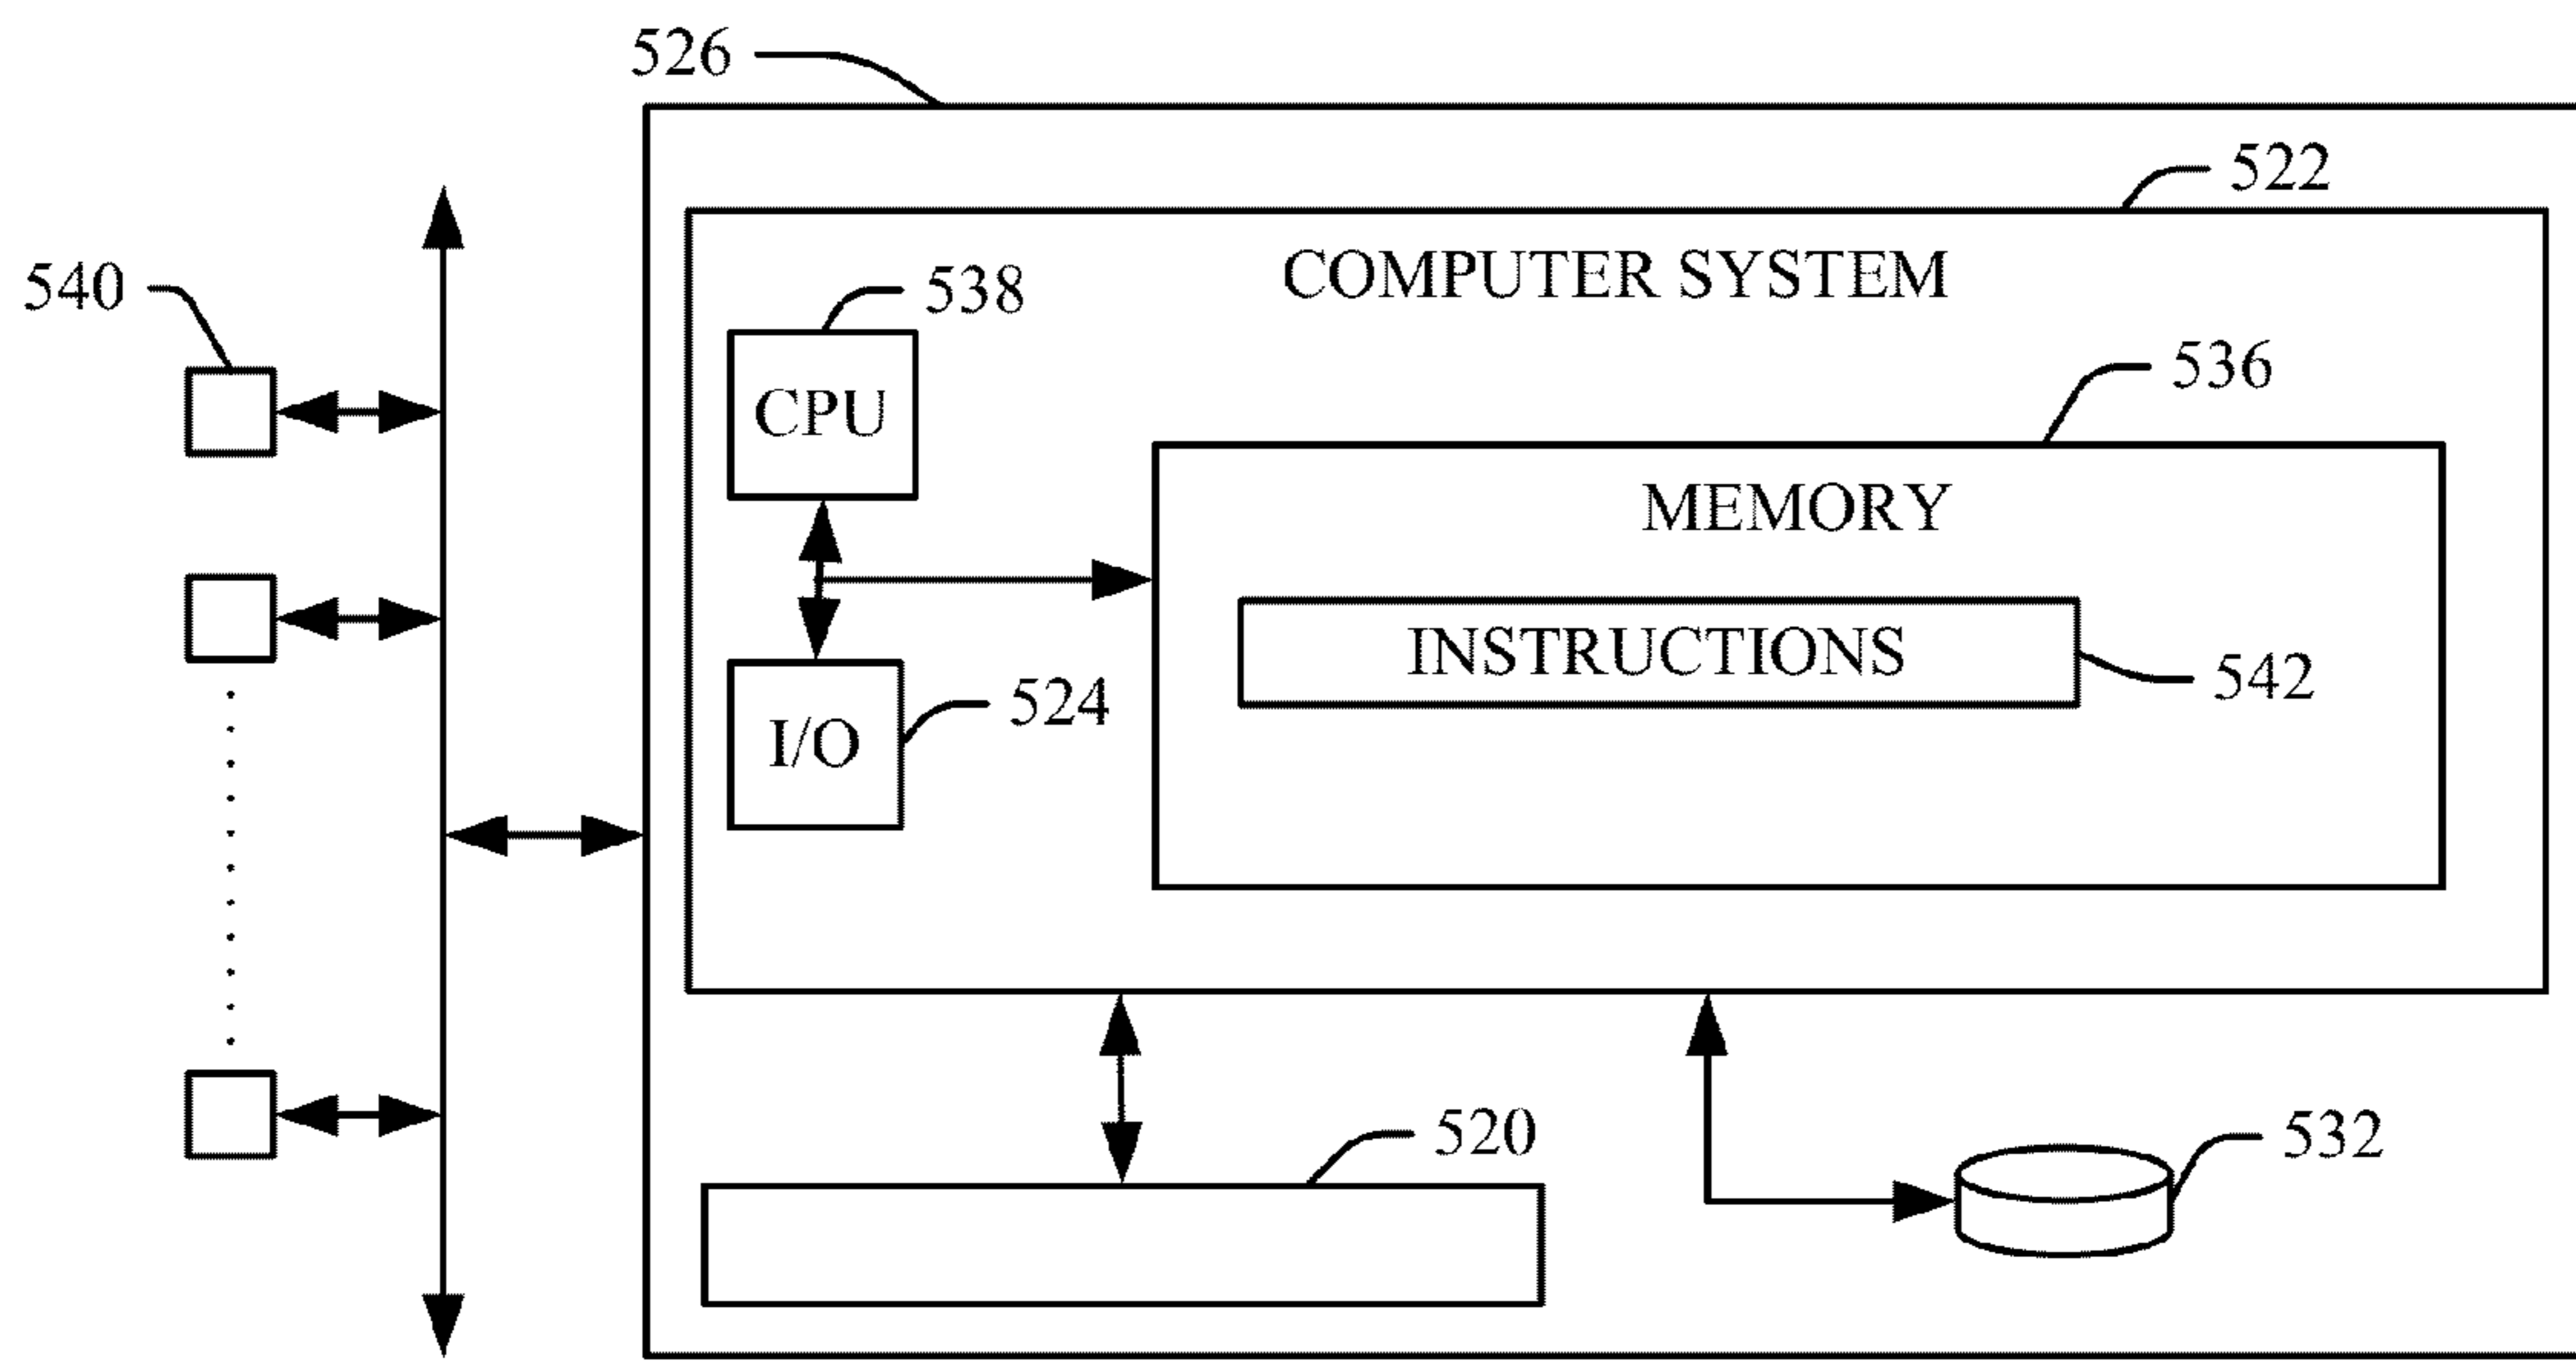 526
522
COMPUTER SYSTEM
540
538
536
CPU
MEMORY
INSTRUCTIONS
542
524
I/O
520
532